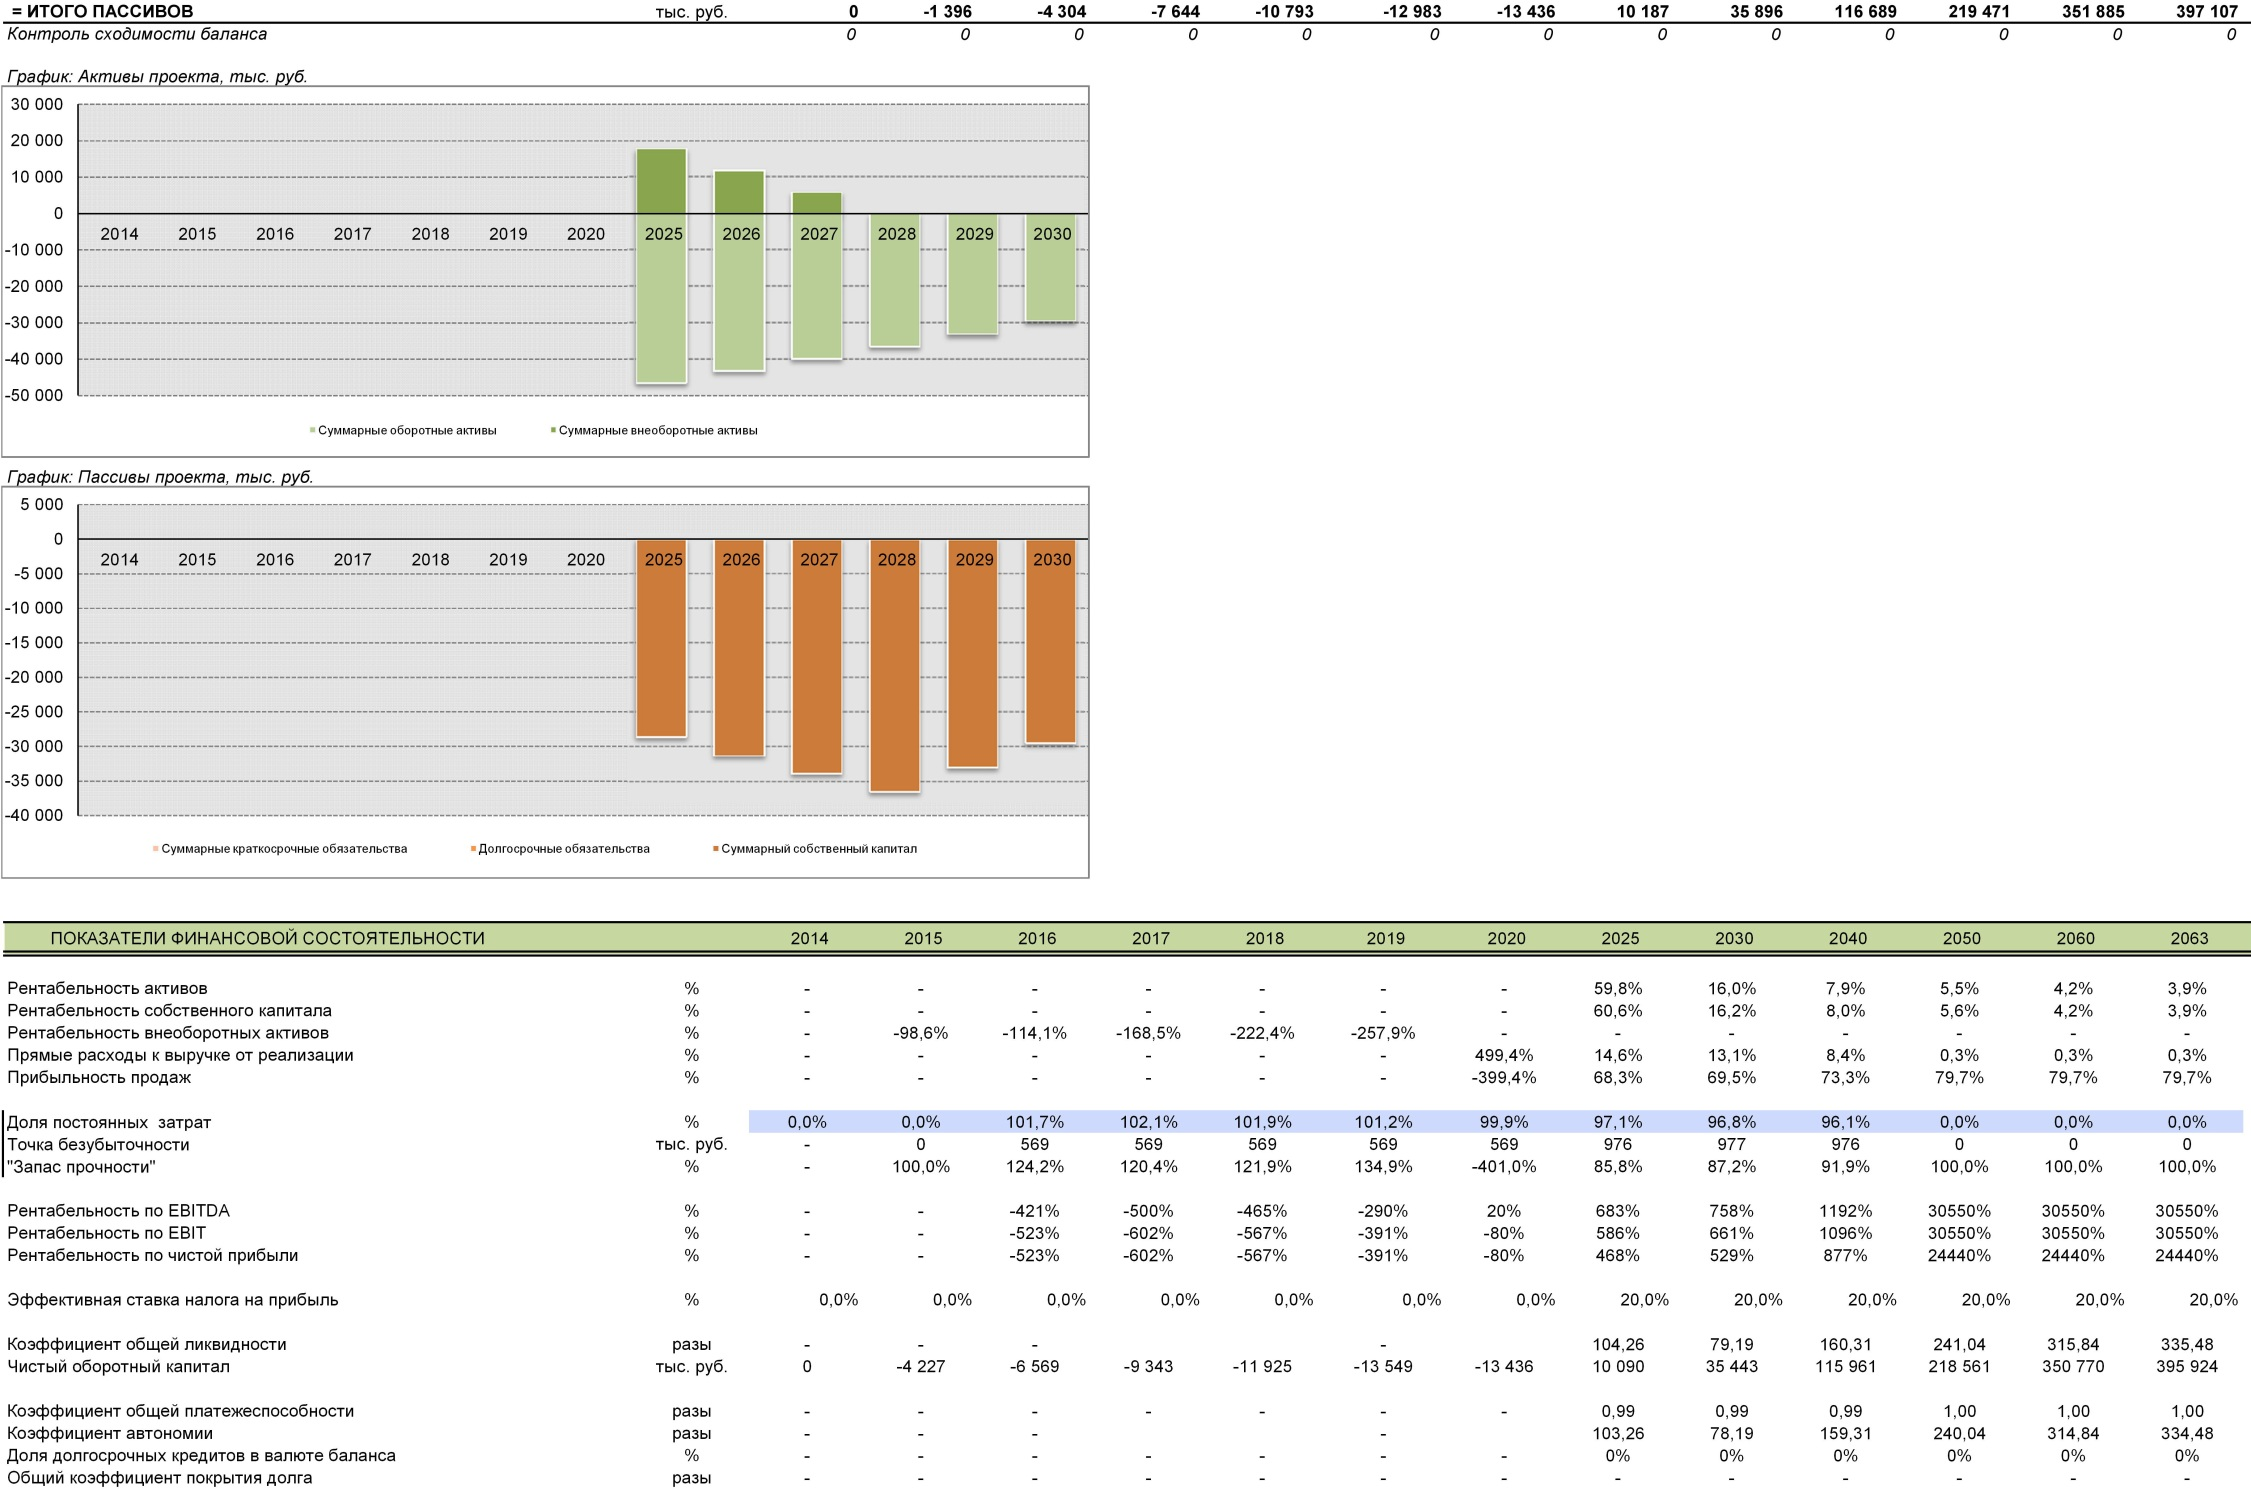 = ИТОГО ПАССИВОВ тыс. руб. 0 -1 396 -4 304 -7 644 -10 793 -12 983 -13 436 10 187 35 896 116 689 219 471 351 885 397 107
Контроль сходимости баланса 0 0 0 0 0 0 0 0 0 0 0 0 0
График: Активы проекта, тыс. руб.
30 000
20 000
10 000
0
2014 2015 2016 2017 2018 2019 2020 2025 2026 2027 2028 2029 2030
-10 000
-20 000
-30 000
-40 000
-50 000
Суммарные оборотные активы Суммарные внеоборотные активы
График: Пассивы проекта, тыс. руб.
5 000
0
2014 2015 2016 2017 2018 2019 2020 2025 2026 2027 2028 2029 2030
-5 000
-10 000
-15 000
-20 000
-25 000
-30 000
-35 000
-40 000
Суммарные краткосрочные обязательства Долгосрочные обязательства Суммарный собственный капитал
ПОКАЗАТЕЛИ ФИНАНСОВОЙ СОСТОЯТЕЛЬНОСТИ 2014 2015 2016 2017 2018 2019 2020 2025 2030 2040 2050 2060 2063
Рентабельность активов % - - - - - - - 59,8% 16,0% 7,9% 5,5% 4,2% 3,9%
Рентабельность собственного капитала % - - - - - - - 60,6% 16,2% 8,0% 5,6% 4,2% 3,9%
Рентабельность внеоборотных активов % - -98,6% -114,1% -168,5% -222,4% -257,9% - - - - - - -
Прямые расходы к выручке от реализации % - - - - - - 499,4% 14,6% 13,1% 8,4% 0,3% 0,3% 0,3%
Прибыльность продаж % - - - - - - -399,4% 68,3% 69,5% 73,3% 79,7% 79,7% 79,7%
Доля постоянных затрат % 0,0% 0,0% 101,7% 102,1% 101,9% 101,2% 99,9% 97,1% 96,8% 96,1% 0,0% 0,0% 0,0%
Точка безубыточности тыс. руб. - 0 569 569 569 569 569 976 977 976 0 0 0
"Запас прочности" % - 100,0% 124,2% 120,4% 121,9% 134,9% -401,0% 85,8% 87,2% 91,9% 100,0% 100,0% 100,0%
Рентабельность по EBITDA % - - -421% -500% -465% -290% 20% 683% 758% 1192% 30550% 30550% 30550%
Рентабельность по EBIT % - - -523% -602% -567% -391% -80% 586% 661% 1096% 30550% 30550% 30550%
Рентабельность по чистой прибыли % - - -523% -602% -567% -391% -80% 468% 529% 877% 24440% 24440% 24440%
Эффективная ставка налога на прибыль % 0,0% 0,0% 0,0% 0,0% 0,0% 0,0% 0,0% 20,0% 20,0% 20,0% 20,0% 20,0% 20,0%
Коэффициент общей ликвидности разы - - - - 104,26 79,19 160,31 241,04 315,84 335,48
Чистый оборотный капитал тыс. руб. 0 -4 227 -6 569 -9 343 -11 925 -13 549 -13 436 10 090 35 443 115 961 218 561 350 770 395 924
Коэффициент общей платежеспособности разы - - - - - - - 0,99 0,99 0,99 1,00 1,00 1,00
Коэффициент автономии разы - - - - 103,26 78,19 159,31 240,04 314,84 334,48
Доля долгосрочных кредитов в валюте баланса % - - - - - - - 0% 0% 0% 0% 0% 0%
Общий коэффициент покрытия долга разы - - - - - - - - - - - - -